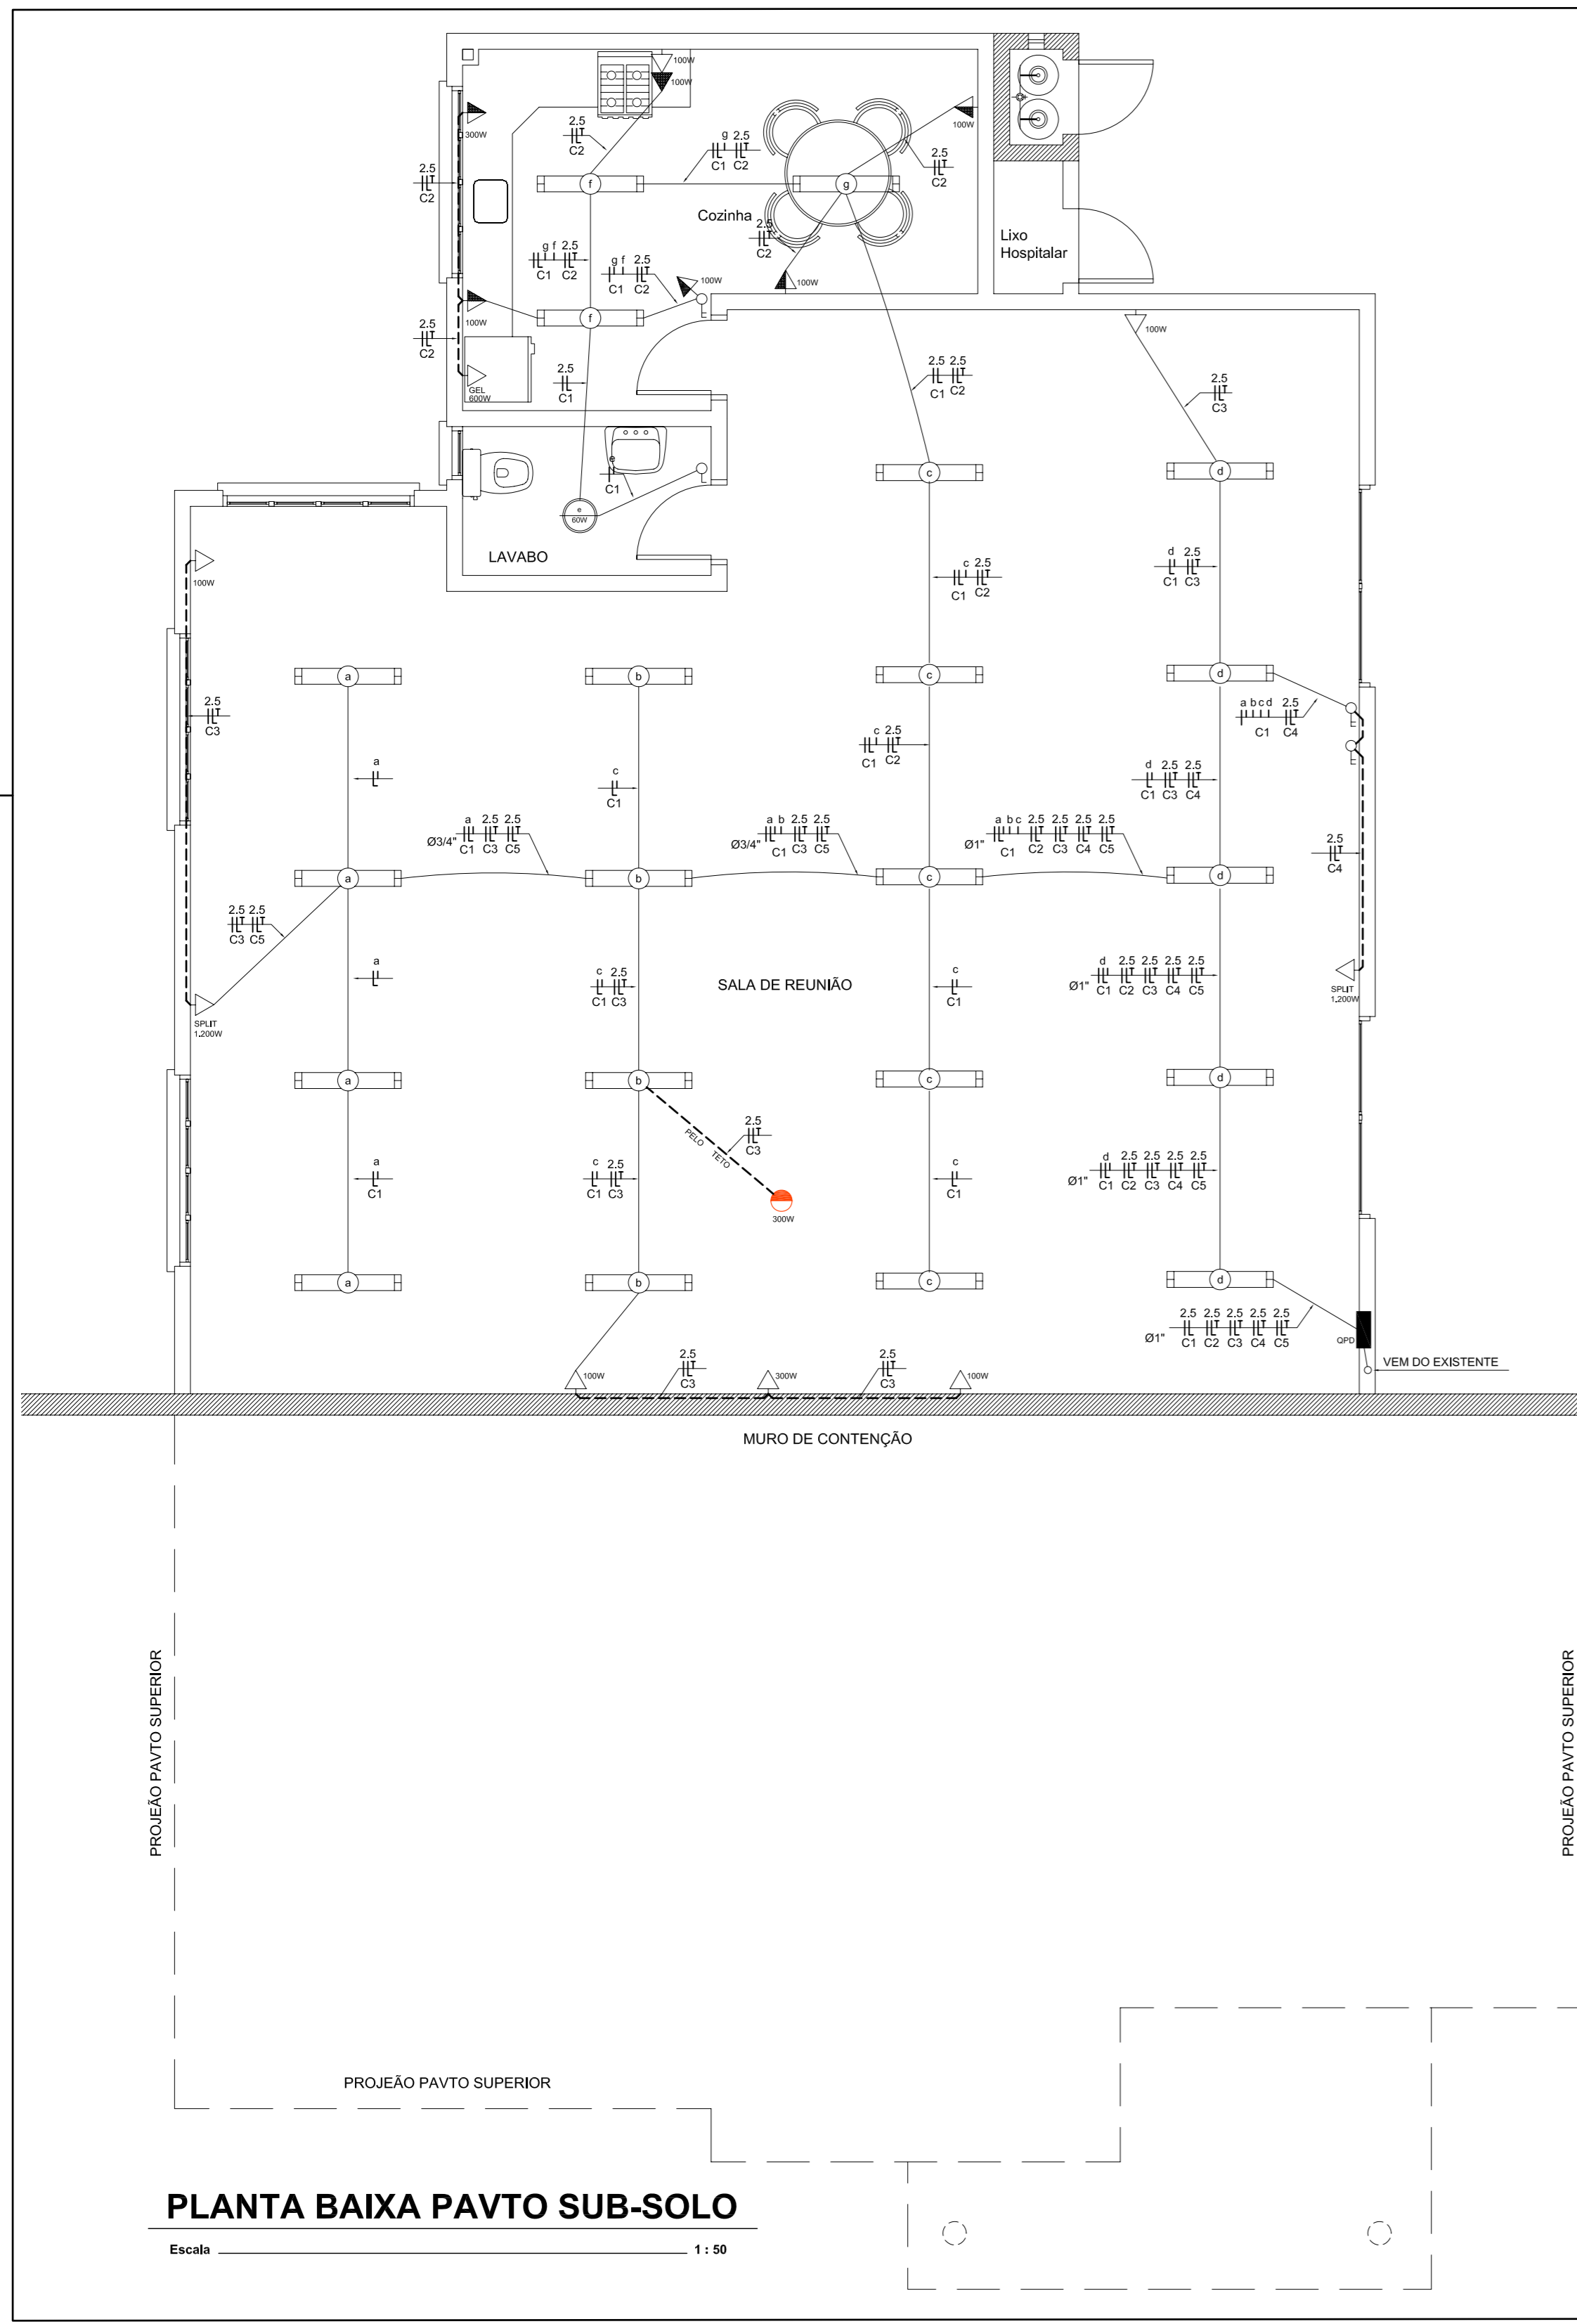 100W
100W
300W
2.5
C2
g 2.5
C1 C2
100W
2.5
C2
2.5
C2
f
g
Cozinha
2.5
C2
Lixo
Hospitalar
g f 2.5
C1 C2
g f 2.5
C1 C2
100W
100W
100W
f
100W
2.5
C2
GEL
600W
2.5
C1
2.5 2.5
C1 C2
2.5
C3
c
d
C1
e
60W
LAVABO
100W
c 2.5
C1 C2
d 2.5
C1 C3
a
b
c
d
2.5
C3
a b c d 2.5
C1 C4
a
c
C1
c 2.5
C1 C2
d 2.5 2.5
C1 C3 C4
a 2.5 2.5
Ø3/4" C1 C3 C5
a b 2.5 2.5
Ø3/4" C1 C3 C5
a b c 2.5 2.5 2.5 2.5
Ø1" C1 C2 C3 C4 C5
2.5
C4
a
b
c
d
2.5 2.5
C3 C5
a
c 2.5
C1 C3
SALA DE REUNIÃO
c
C1
d 2.5 2.5 2.5 2.5
Ø1" C1 C2 C3 C4 C5
SPLIT
1.200W
SPLIT
1.200W
a
b
c
d
2.5
C3
PELO TETO
300W
a
C1
c 2.5
C1 C3
c
C1
d 2.5 2.5 2.5 2.5
Ø1" C1 C2 C3 C4 C5
a
b
c
d
2.5 2.5 2.5 2.5 2.5
Ø1" C1 C2 C3 C4 C5
QPD
VEM DO EXISTENTE
100W
2.5
C3
300W
2.5
C3
100W
MURO DE CONTENÇÃO
PROJEÃO PAVTO SUPERIOR
PROJEÃO PAVTO SUPERIOR
PROJEÃO PAVTO SUPERIOR
PLANTA BAIXA PAVTO SUB-SOLO
Escala 1 : 50